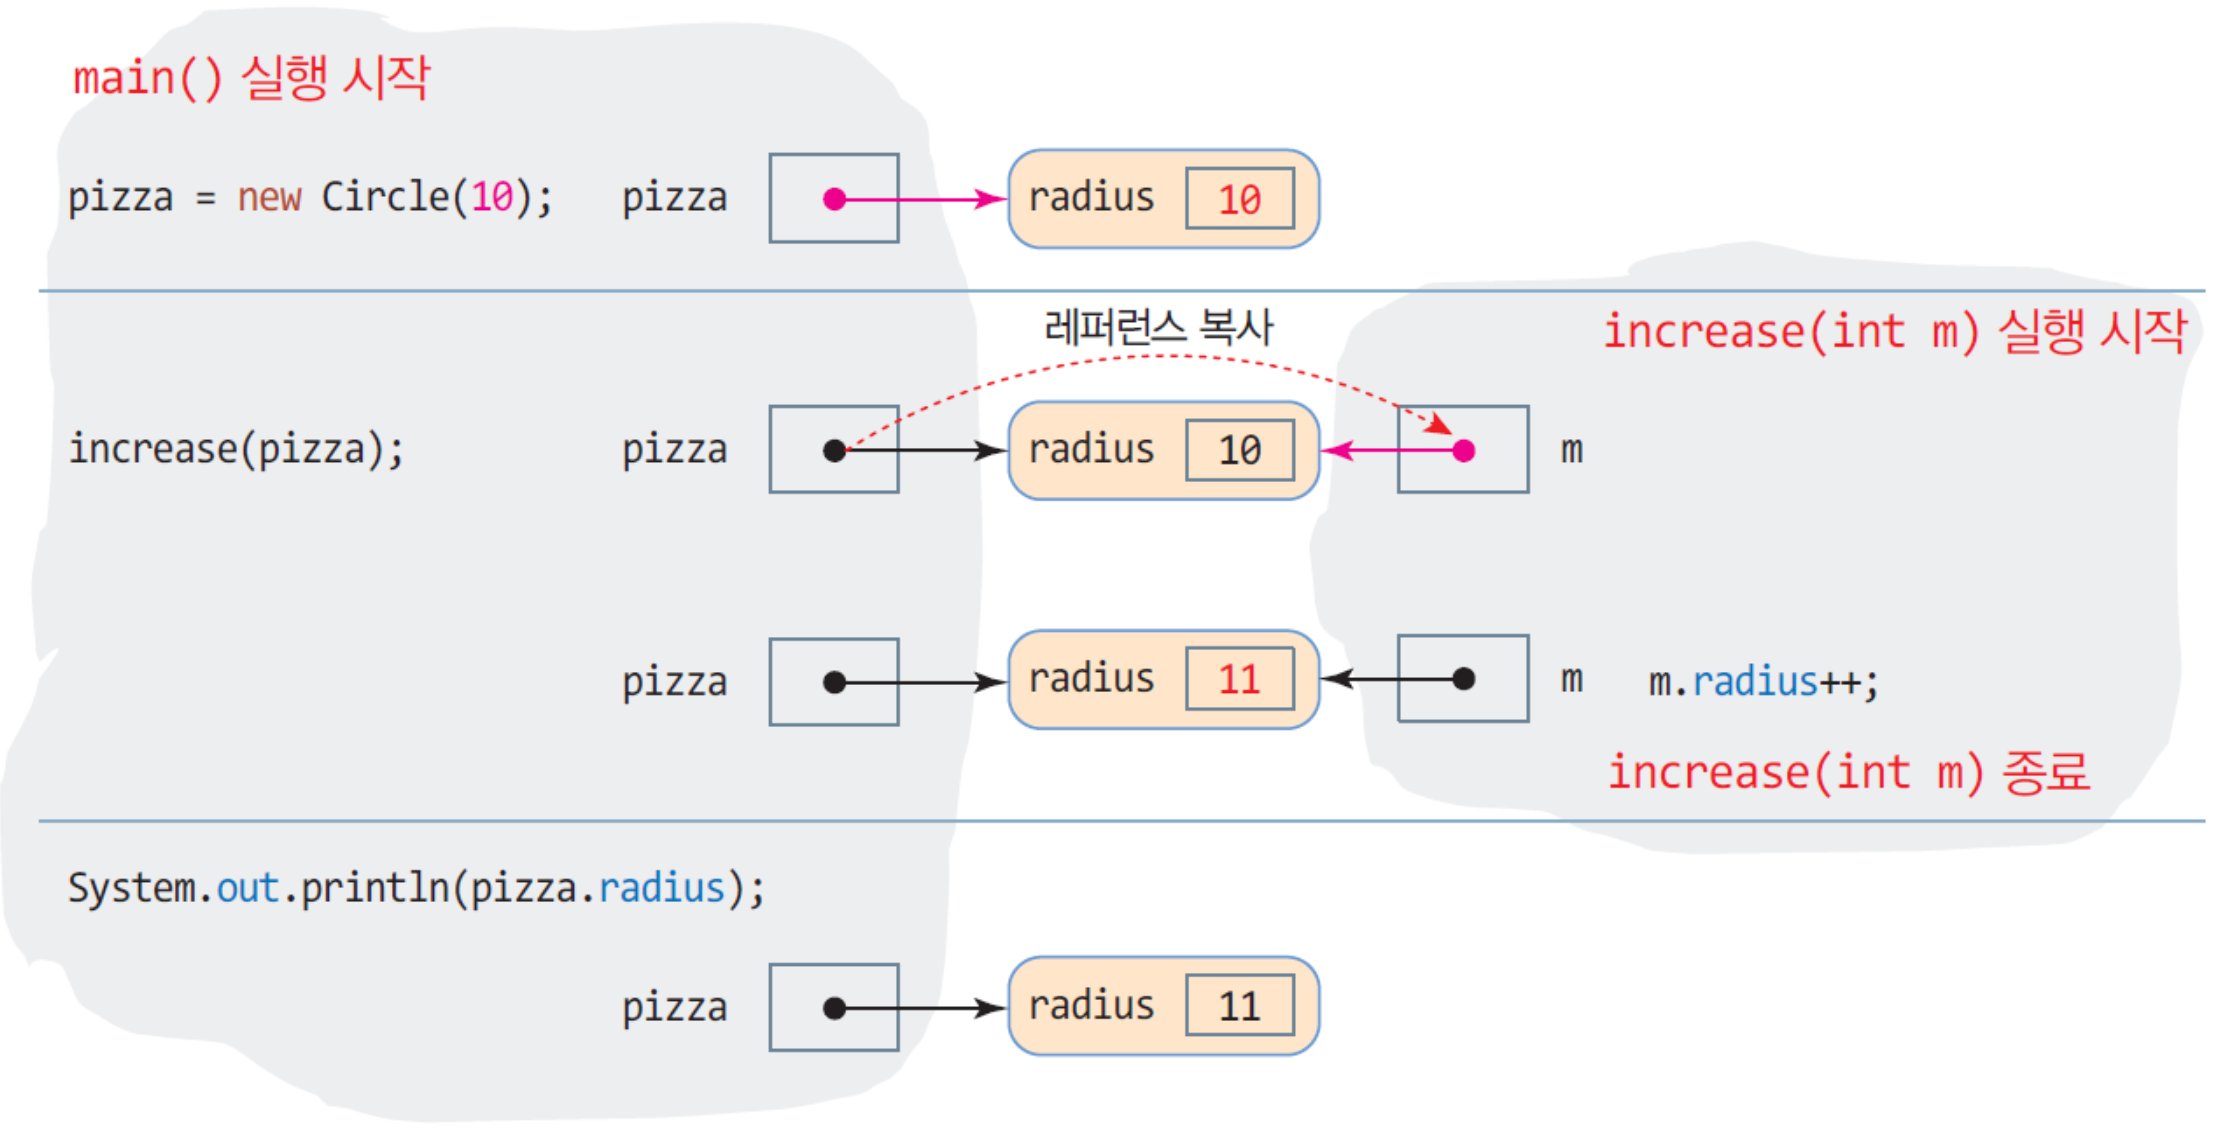 main() 실행 시작
pizza = new Circle(10); pizza radius 10
레퍼런스 복사
increase(int m) 실행 시작
increase(pizza); pizza radius 10 m
pizza radius 11 m m.radius++;
increase(int m) 종료
System.out.println(pizza.radius);
pizza radius 11